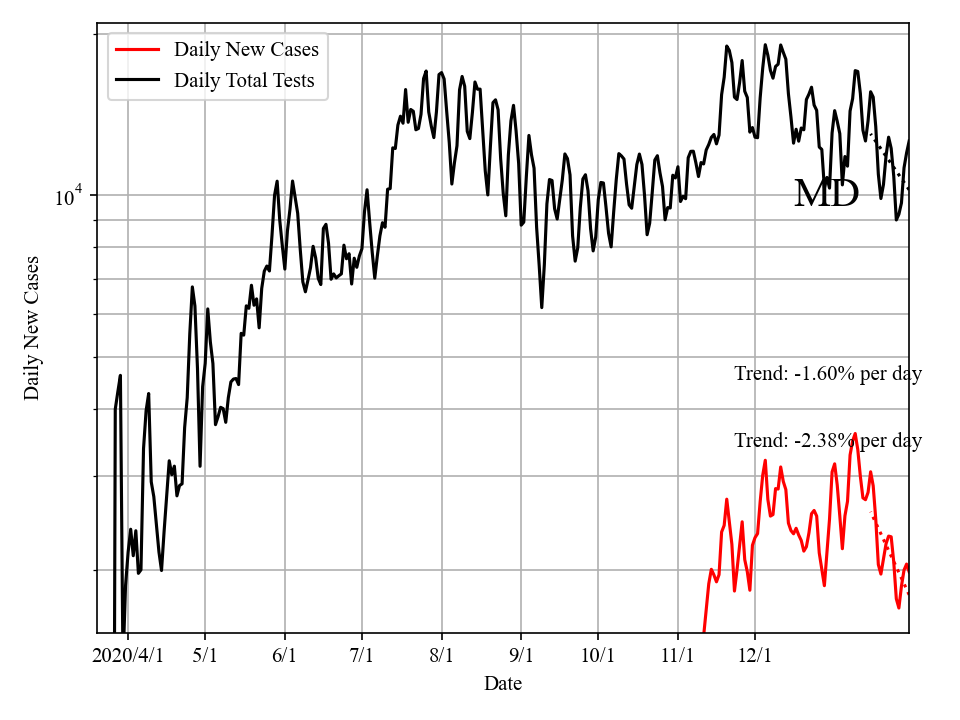 Daily New Cases
Daily Total Tests
10^4
MD
Daily New Cases
Trend: -1.60% per day
Trend: -2.38% per day
2020/4/1 5/1 6/1 7/1 8/1 9/1 10/1 11/1 12/1
Date